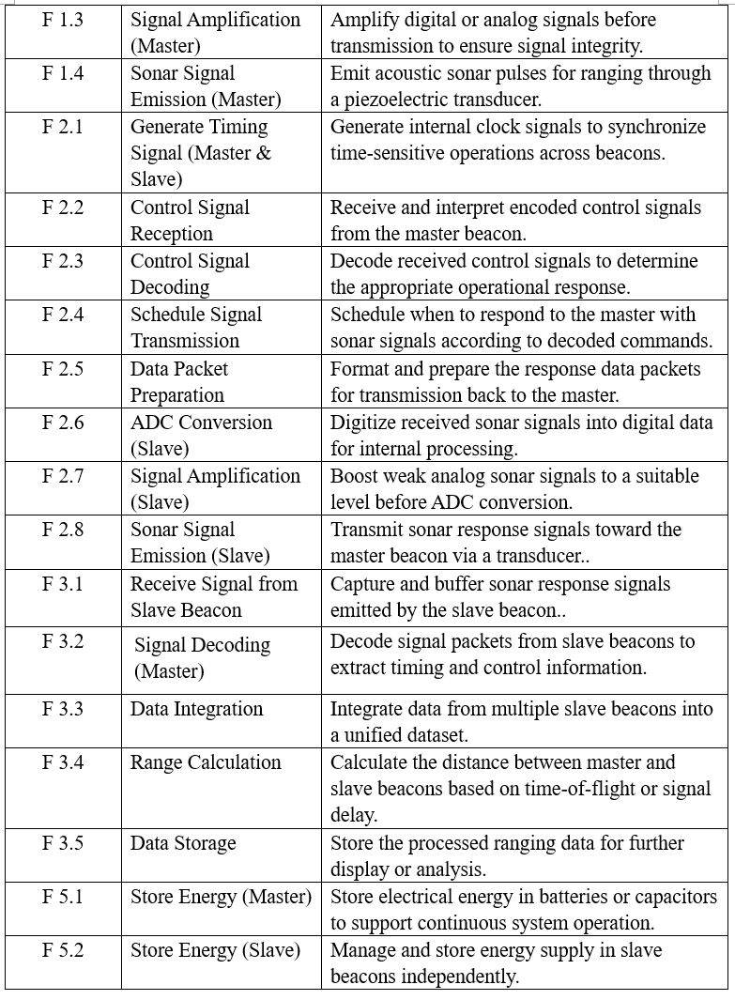 F 1.3 Signal Amplification Amplify digital or analog signals before
(Master) transmission to ensure signal integrity.
F 1.4 Sonar Signal Emit acoustic sonar pulses for ranging through
Emission (Master) a piezoelectric transducer.
F 2.1 Generate Timing Generate internal clock signals to synchronize
Signal (Master & time-sensitive operations across beacons.
Slave)
F 2.2 Control Signal Receive and interpret encoded control signals
Reception from the master beacon.
F 2.3 Control Signal Decode received control signals to determine
Decoding the appropriate operational response.
F 2.4 Schedule Signal Schedule when to respond to the master with
Transmission sonar signals according to decoded commands.
F 2.5 Data Packet Format and prepare the response data packets
Preparation for transmission back to the master.
F 2.6 ADC Conversion Digitize received sonar signals into digital data
(Slave) for internal processing.
F 2.7 Signal Amplification Boost weak analog sonar signals to a suitable
(Slave) level before ADC conversion.
F 2.8 Sonar Signal Transmit sonar response signals toward the
Emission (Slave) master beacon via a transducer..
F 3.1 Receive Signal from Capture and buffer sonar response signals
Slave Beacon emitted by the slave beacon..
F 3.2 Signal Decoding Decode signal packets from slave beacons to
(Master) extract timing and control information.
F 3.3 Data Integration Integrate data from multiple slave beacons into
a unified dataset.
F 3.4 Range Calculation Calculate the distance between master and
slave beacons based on time-of-flight or signal
delay.
F 3.5 Data Storage Store the processed ranging data for further
display or analysis.
F 5.1 Store Energy (Master) Store electrical energy in batteries or capacitors
to support continuous system operation.
F 5.2 Store Energy (Slave) Manage and store energy supply in slave
beacons independently.